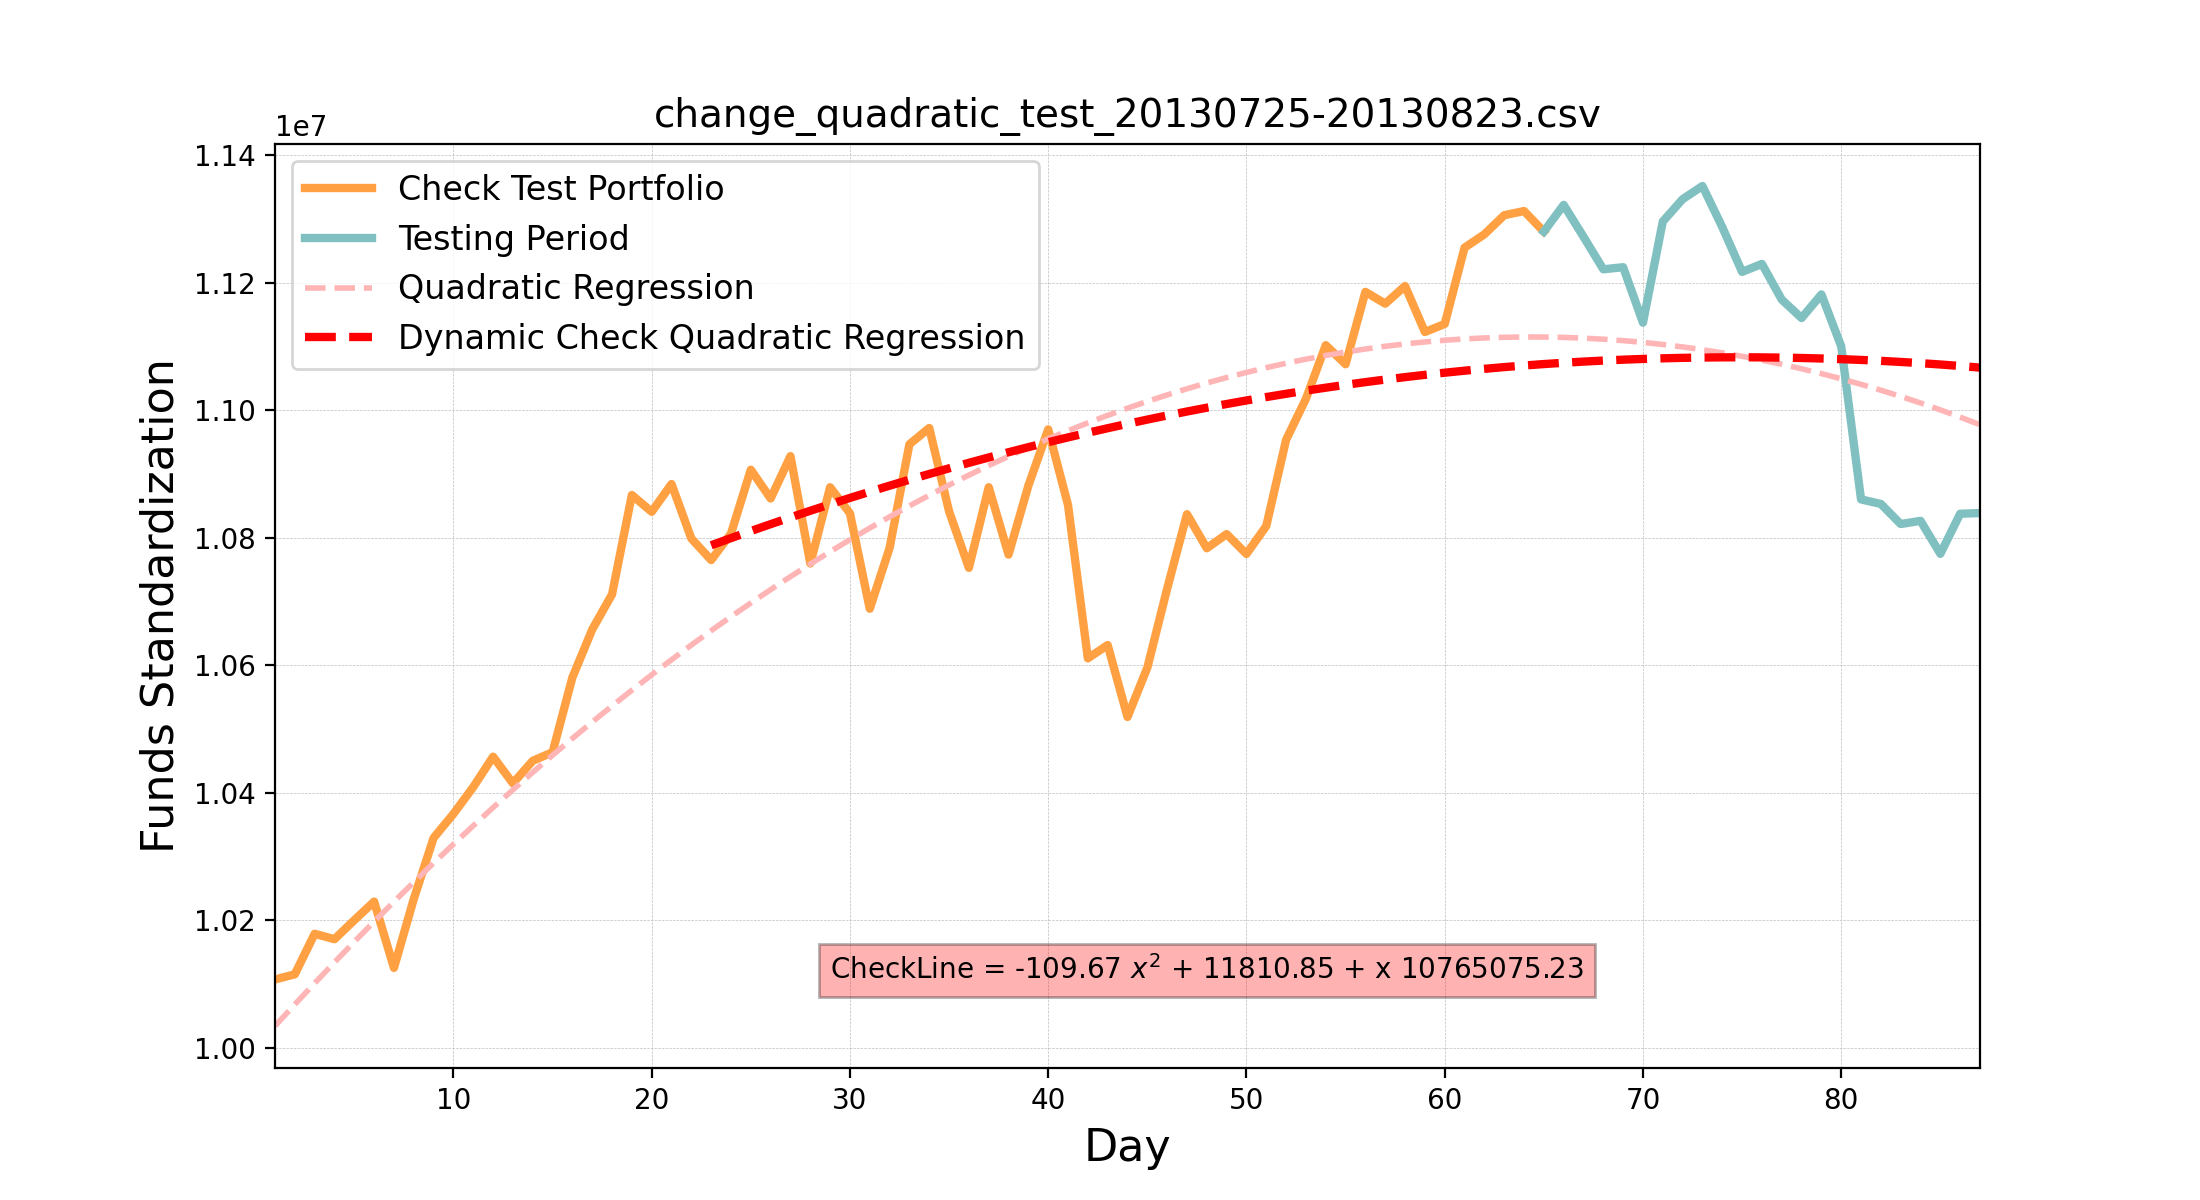 change_quadratic_test_20130725-20130823.csv
1e7
1.14
1.12
1.10
1.08
1.06
1.04
1.02
1.00
Funds Standardization
Check Test Portfolio
Testing Period
Quadratic Regression
Dynamic Check Quadratic Regression
CheckLine = -109.67 x² + 11810.85 + x 10765075.23
10 20 30 40 50 60 70 80
Day